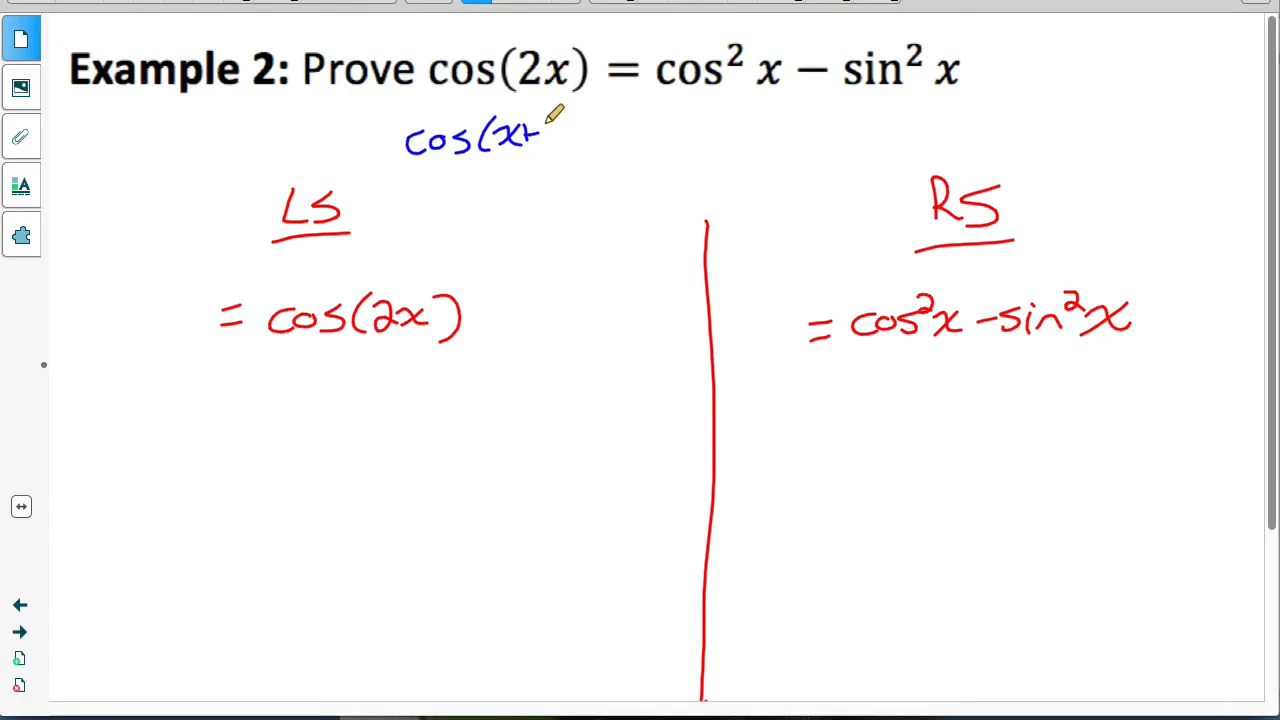 Example 2: Prove cos(2x) = cos² x − sin² x
cos(x+
LS
RS
= cos(2x)
= cos²x - sin²x